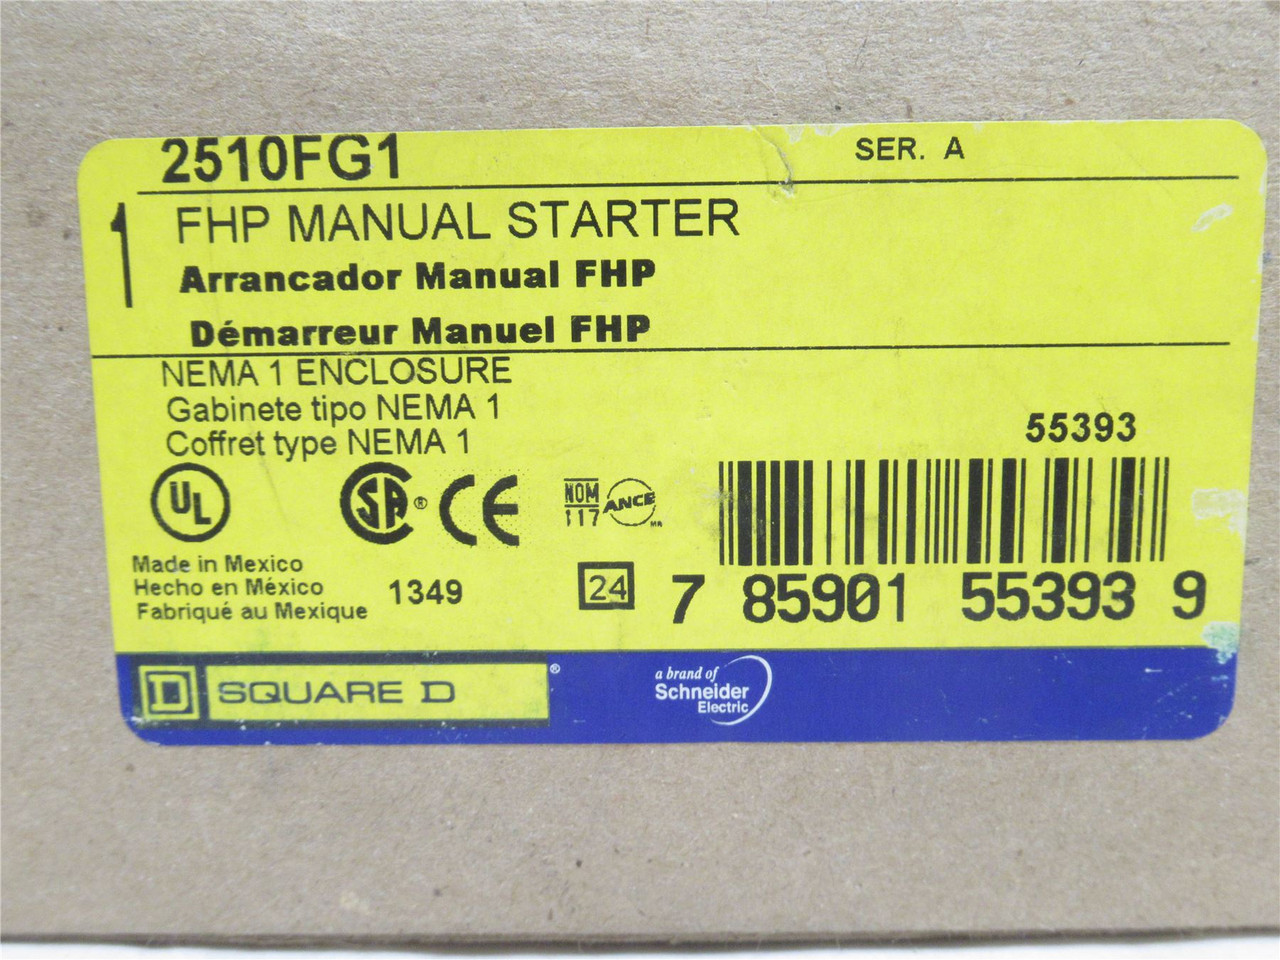 2510FG1
SER. A
1
FHP MANUAL STARTER
Arrancador Manual FHP
Démarreur Manuel FHP
NEMA 1 ENCLOSURE
Gabinete tipo NEMA 1
Coffret type NEMA 1
55393
UL
SA ®
CE
NOM
117
ANCE
MR
Made in Mexico
Hecho en México
Fabriqué au Mexique
1349
24
7 85901 55393 9
D SQUARE D ®
a brand of
Schneider
Electric